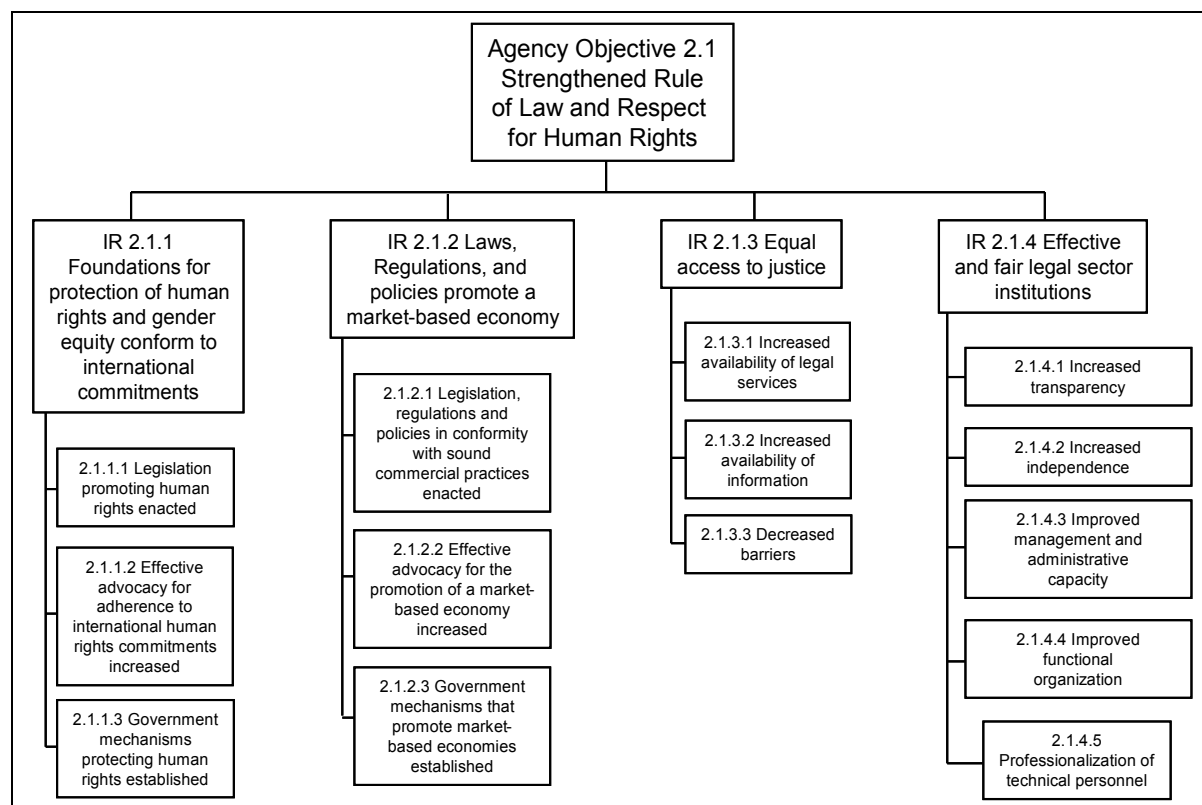 Agency Objective 2.1
Strengthened Rule
of Law and Respect
for Human Rights
IR 2.1.1
Foundations for
protection of human
rights and gender
equity conform to
international
commitments
2.1.1.1 Legislation
promoting human
rights enacted
2.1.1.2 Effective
advocacy for
adherence to
international human
rights commitments
increased
2.1.1.3 Government
mechanisms
protecting human
rights established
IR 2.1.2 Laws,
Regulations, and
policies promote a
market-based economy
2.1.2.1 Legislation,
regulations and
policies in conformity
with sound
commercial practices
enacted
2.1.2.2 Effective
advocacy for the
promotion of a market-
based economy
increased
2.1.2.3 Government
mechanisms that
promote market-
based economies
established
IR 2.1.3 Equal
access to justice
2.1.3.1 Increased
availability of legal
services
2.1.3.2 Increased
availability of
information
2.1.3.3 Decreased
barriers
IR 2.1.4 Effective
and fair legal sector
institutions
2.1.4.1 Increased
transparency
2.1.4.2 Increased
independence
2.1.4.3 Improved
management and
administrative
capacity
2.1.4.4 Improved
functional
organization
2.1.4.5
Professionalization of
technical personnel